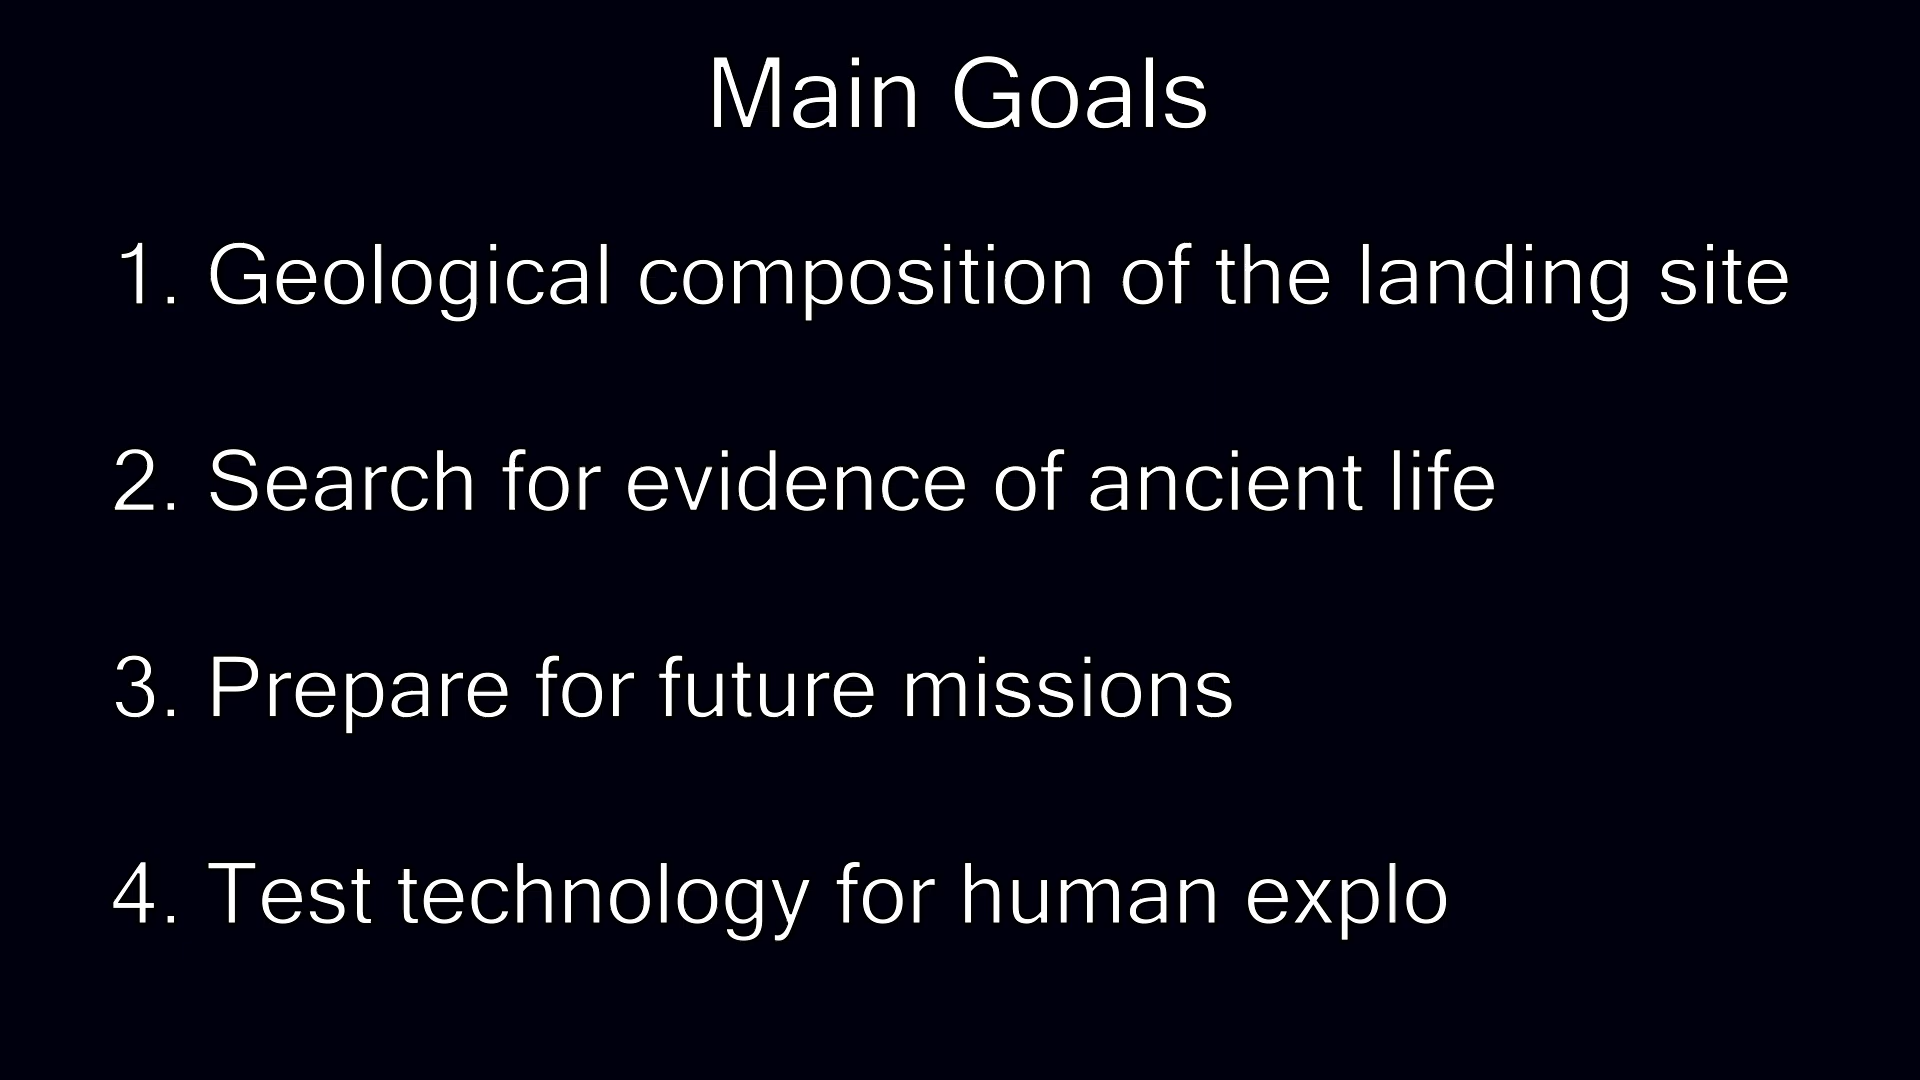 Main Goals
1. Geological composition of the landing site
2. Search for evidence of ancient life
3. Prepare for future missions
4. Test technology for human explo